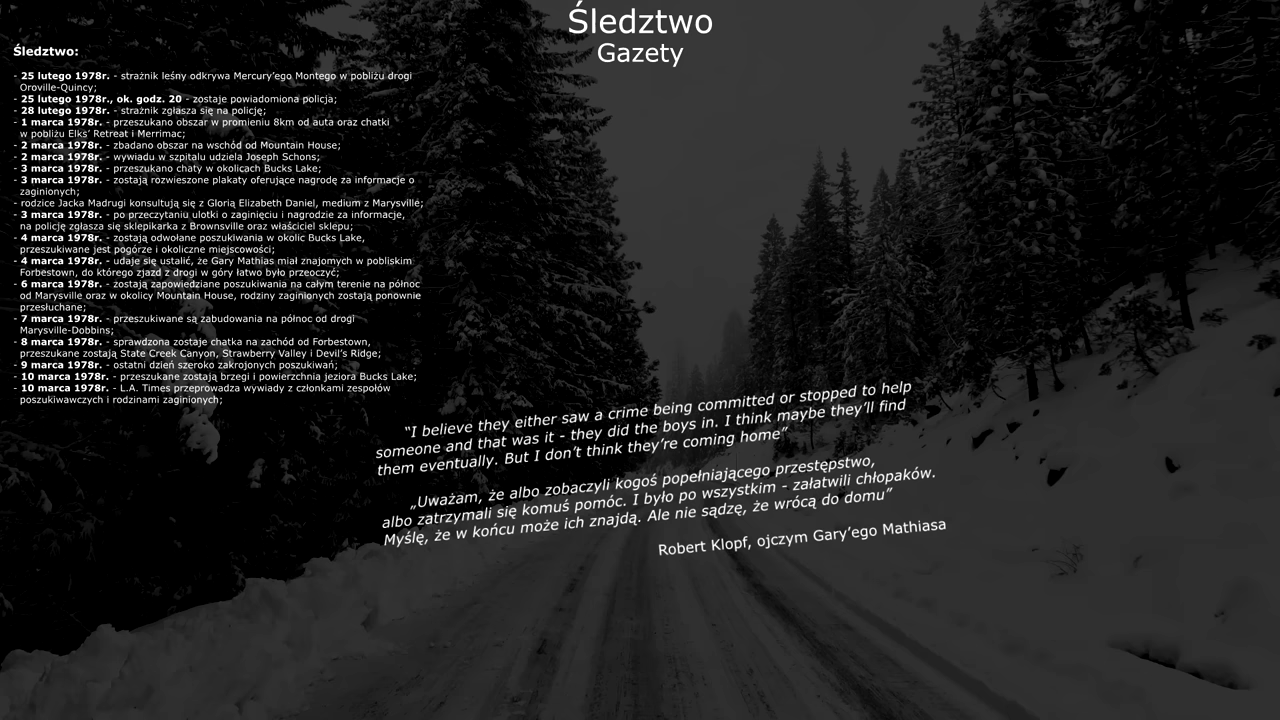 Śledztwo
Gazety
Śledztwo:
- 25 lutego 1978r. - strażnik leśny odkrywa Mercury'ego Montego w pobliżu drogi
Oroville-Quincy;
- 25 lutego 1978r., ok. godz. 20 - zostaje powiadomiona policja;
- 28 lutego 1978r. - strażnik zgłasza się na policję;
- 1 marca 1978r. - przeszukano obszar w promieniu 8km od auta oraz chatki
w pobliżu Elks' Retreat i Merrimac;
- 2 marca 1978r. - zbadano obszar na wschód od Mountain House;
- 2 marca 1978r. - wywiadu w szpitalu udziela Joseph Schons;
- 3 marca 1978r. - przeszukano chaty w okolicach Bucks Lake;
- 3 marca 1978r. - zostają rozwieszone plakaty oferujące nagrodę za informacje o
zaginionych;
- rodzice Jacka Madrugi konsultują się z Glorią Elizabeth Daniel, medium z Marysville;
- 3 marca 1978r. - po przeczytaniu ulotki o zaginięciu i nagrodzie za informacje,
na policję zgłasza się sklepikarka z Brownsville oraz właściciel sklepu;
- 4 marca 1978r. - zostają odwołane poszukiwania w okolic Bucks Lake,
przeszukiwane jest pogórze i okoliczne miejscowości;
- 4 marca 1978r. - udaje się ustalić, że Gary Mathias miał znajomych w pobliskim
Forbestown, do którego zjazd z drogi w góry łatwo było przeoczyć;
- 6 marca 1978r. - zostają zapowiedziane poszukiwania na całym terenie na północ
od Marysville oraz w okolicy Mountain House, rodziny zaginionych zostają ponownie
przesłuchane;
- 7 marca 1978r. - przeszukiwane są zabudowania na północ od drogi
Marysville-Dobbins;
- 8 marca 1978r. - sprawdzona zostaje chatka na zachód od Forbestown,
przeszukane zostają State Creek Canyon, Strawberry Valley i Devil's Ridge;
- 9 marca 1978r. - ostatni dzień szeroko zakrojonych poszukiwań;
- 10 marca 1978r. - przeszukane zostają brzegi i powierzchnia jeziora Bucks Lake;
- 10 marca 1978r. - L.A. Times przeprowadza wywiady z członkami zespołów
poszukiwawczych i rodzinami zaginionych;
"I believe they either saw a crime being committed or stopped to help
someone and that was it - they did the boys in. I think maybe they'll find
them eventually. But I don't think they're coming home"
„Uważam, że albo zobaczyli kogoś popełniającego przestępstwo,
albo zatrzymali się komuś pomóc. I było po wszystkim - załatwili chłopaków.
Myślę, że w końcu może ich znajdą. Ale nie sądzę, że wrócą do domu"
Robert Klopf, ojczym Gary'ego Mathiasa